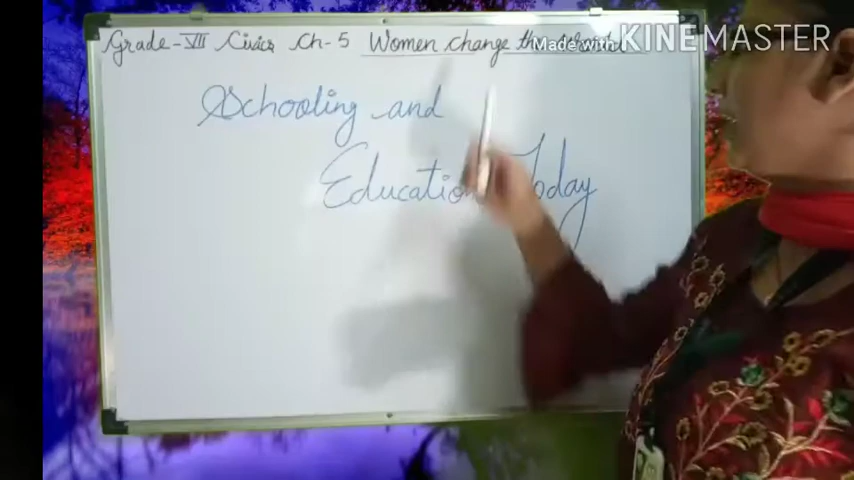 Grade-VII Civics Ch-5 Women change the
Made with KINEMASTER
Schooling and
Education Today